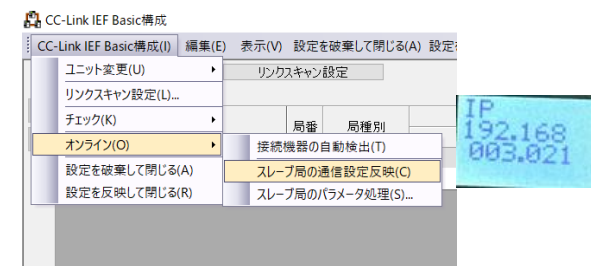 CC-Link IEF Basic構成
CC-Link IEF Basic構成(I) 編集(E) 表示(V) 設定を破棄して閉じる(A) 設定
ユニット変更(U)
リンクスキャン設定
リンクスキャン設定(L)...
チェック(K)
局番 局種別
オンライン(O)
接続機器の自動検出(T)
設定を破棄して閉じる(A)
スレーブ局の通信設定反映(C)
設定を反映して閉じる(R)
スレーブ局のパラメータ処理(S)...
IP
192.168
003.021